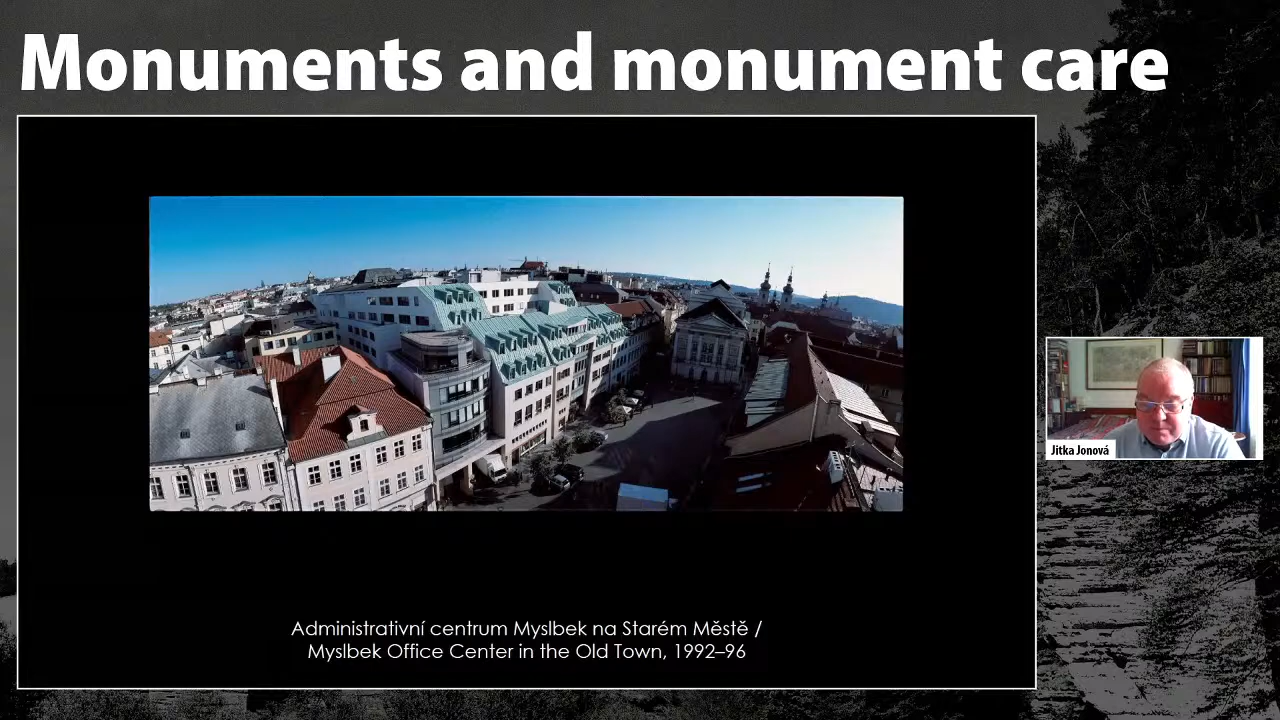 Monuments and monument care
Jitka Jonová
Administrativní centrum Myslbek na Starém Městě /
Myslbek Office Center in the Old Town, 1992–96